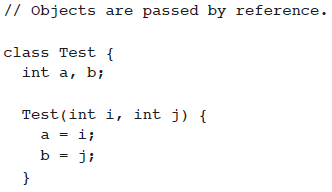 // Objects are passed by reference.
class Test {
  int a, b;
  Test(int i, int j) {
    a = i;
    b = j;
  }